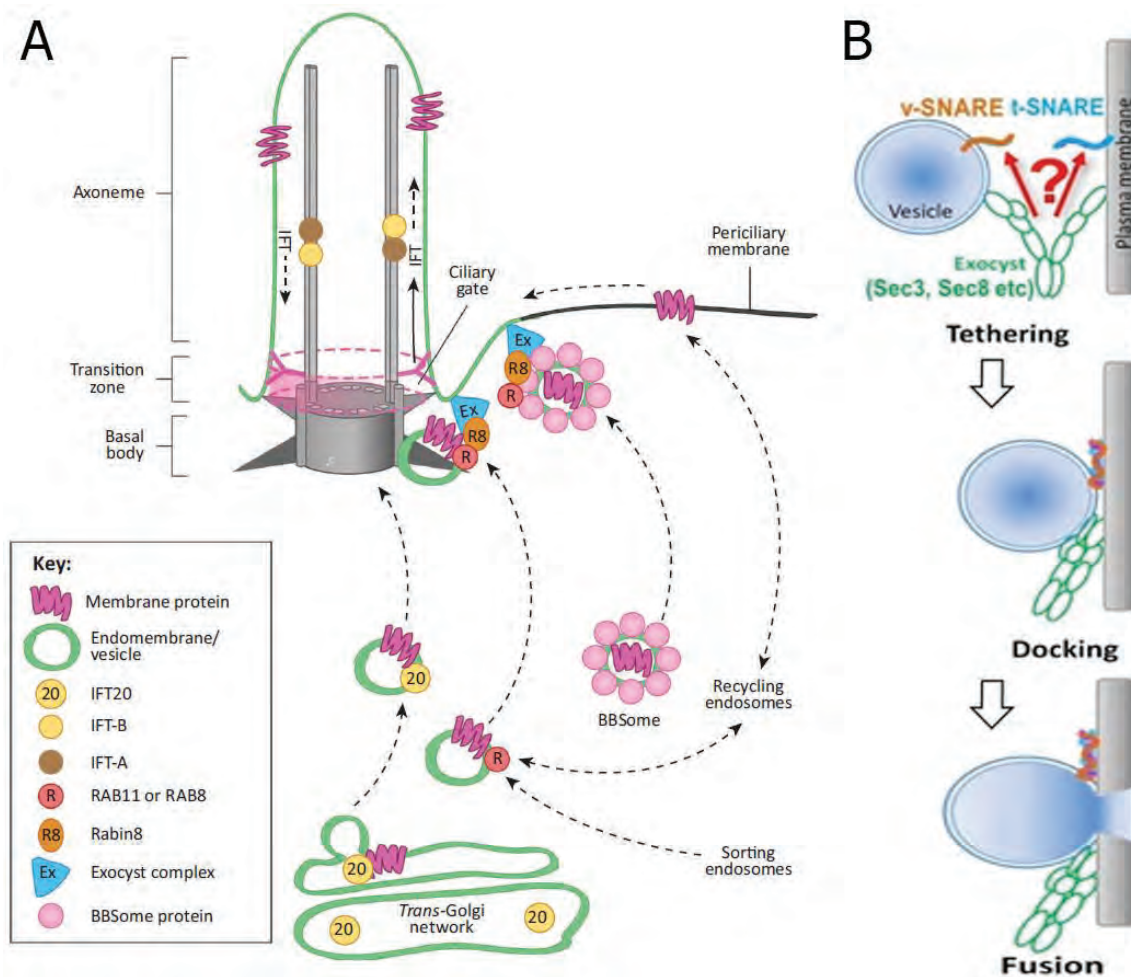 A
Axoneme
Transition
zone
Basal
body
IFT
IFT
Ciliary
gate
Periciliary
membrane
Ex
R8
R
Ex
R8
R
20
R
BBSome
Recycling
endosomes
Sorting
endosomes
20
Trans-Golgi
network
20
20
Key:
Membrane protein
Endomembrane/
vesicle
20 IFT20
IFT-B
IFT-A
R RAB11 or RAB8
R8 Rabin8
Ex Exocyst complex
BBSome protein
B
v-SNARE t-SNARE
?
Vesicle
Plasma membrane
Exocyst
(Sec3, Sec8 etc)
Tethering
Docking
Fusion